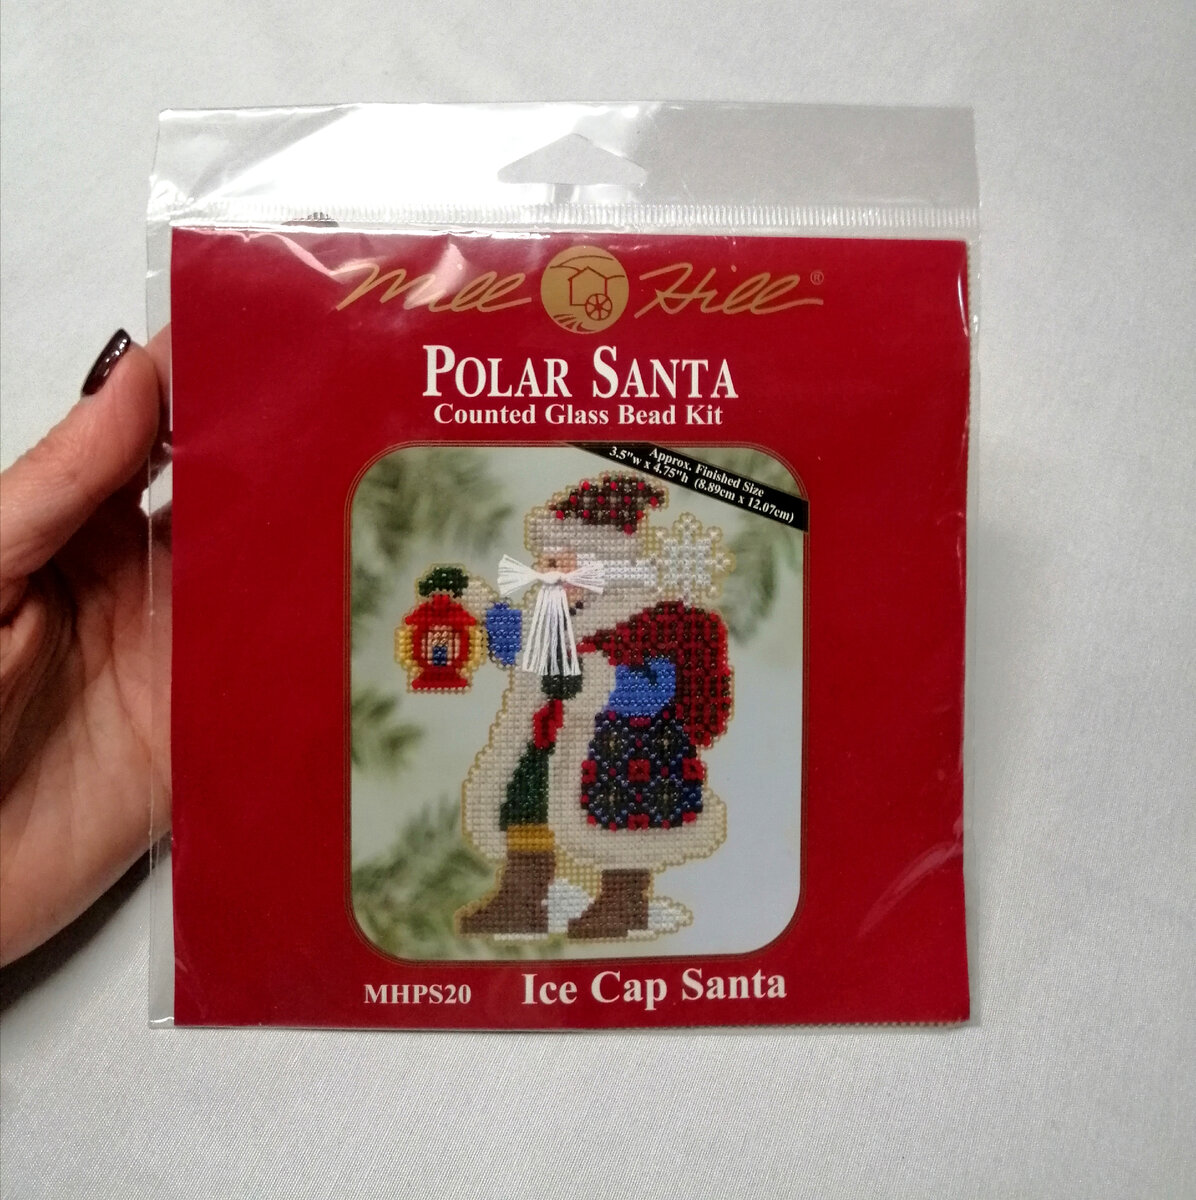 Mill Hill®
POLAR SANTA
Counted Glass Bead Kit
Approx. Finished Size
3.5"w x 4.75"h (8.89cm x 12.07cm)
MHPS20 Ice Cap Santa